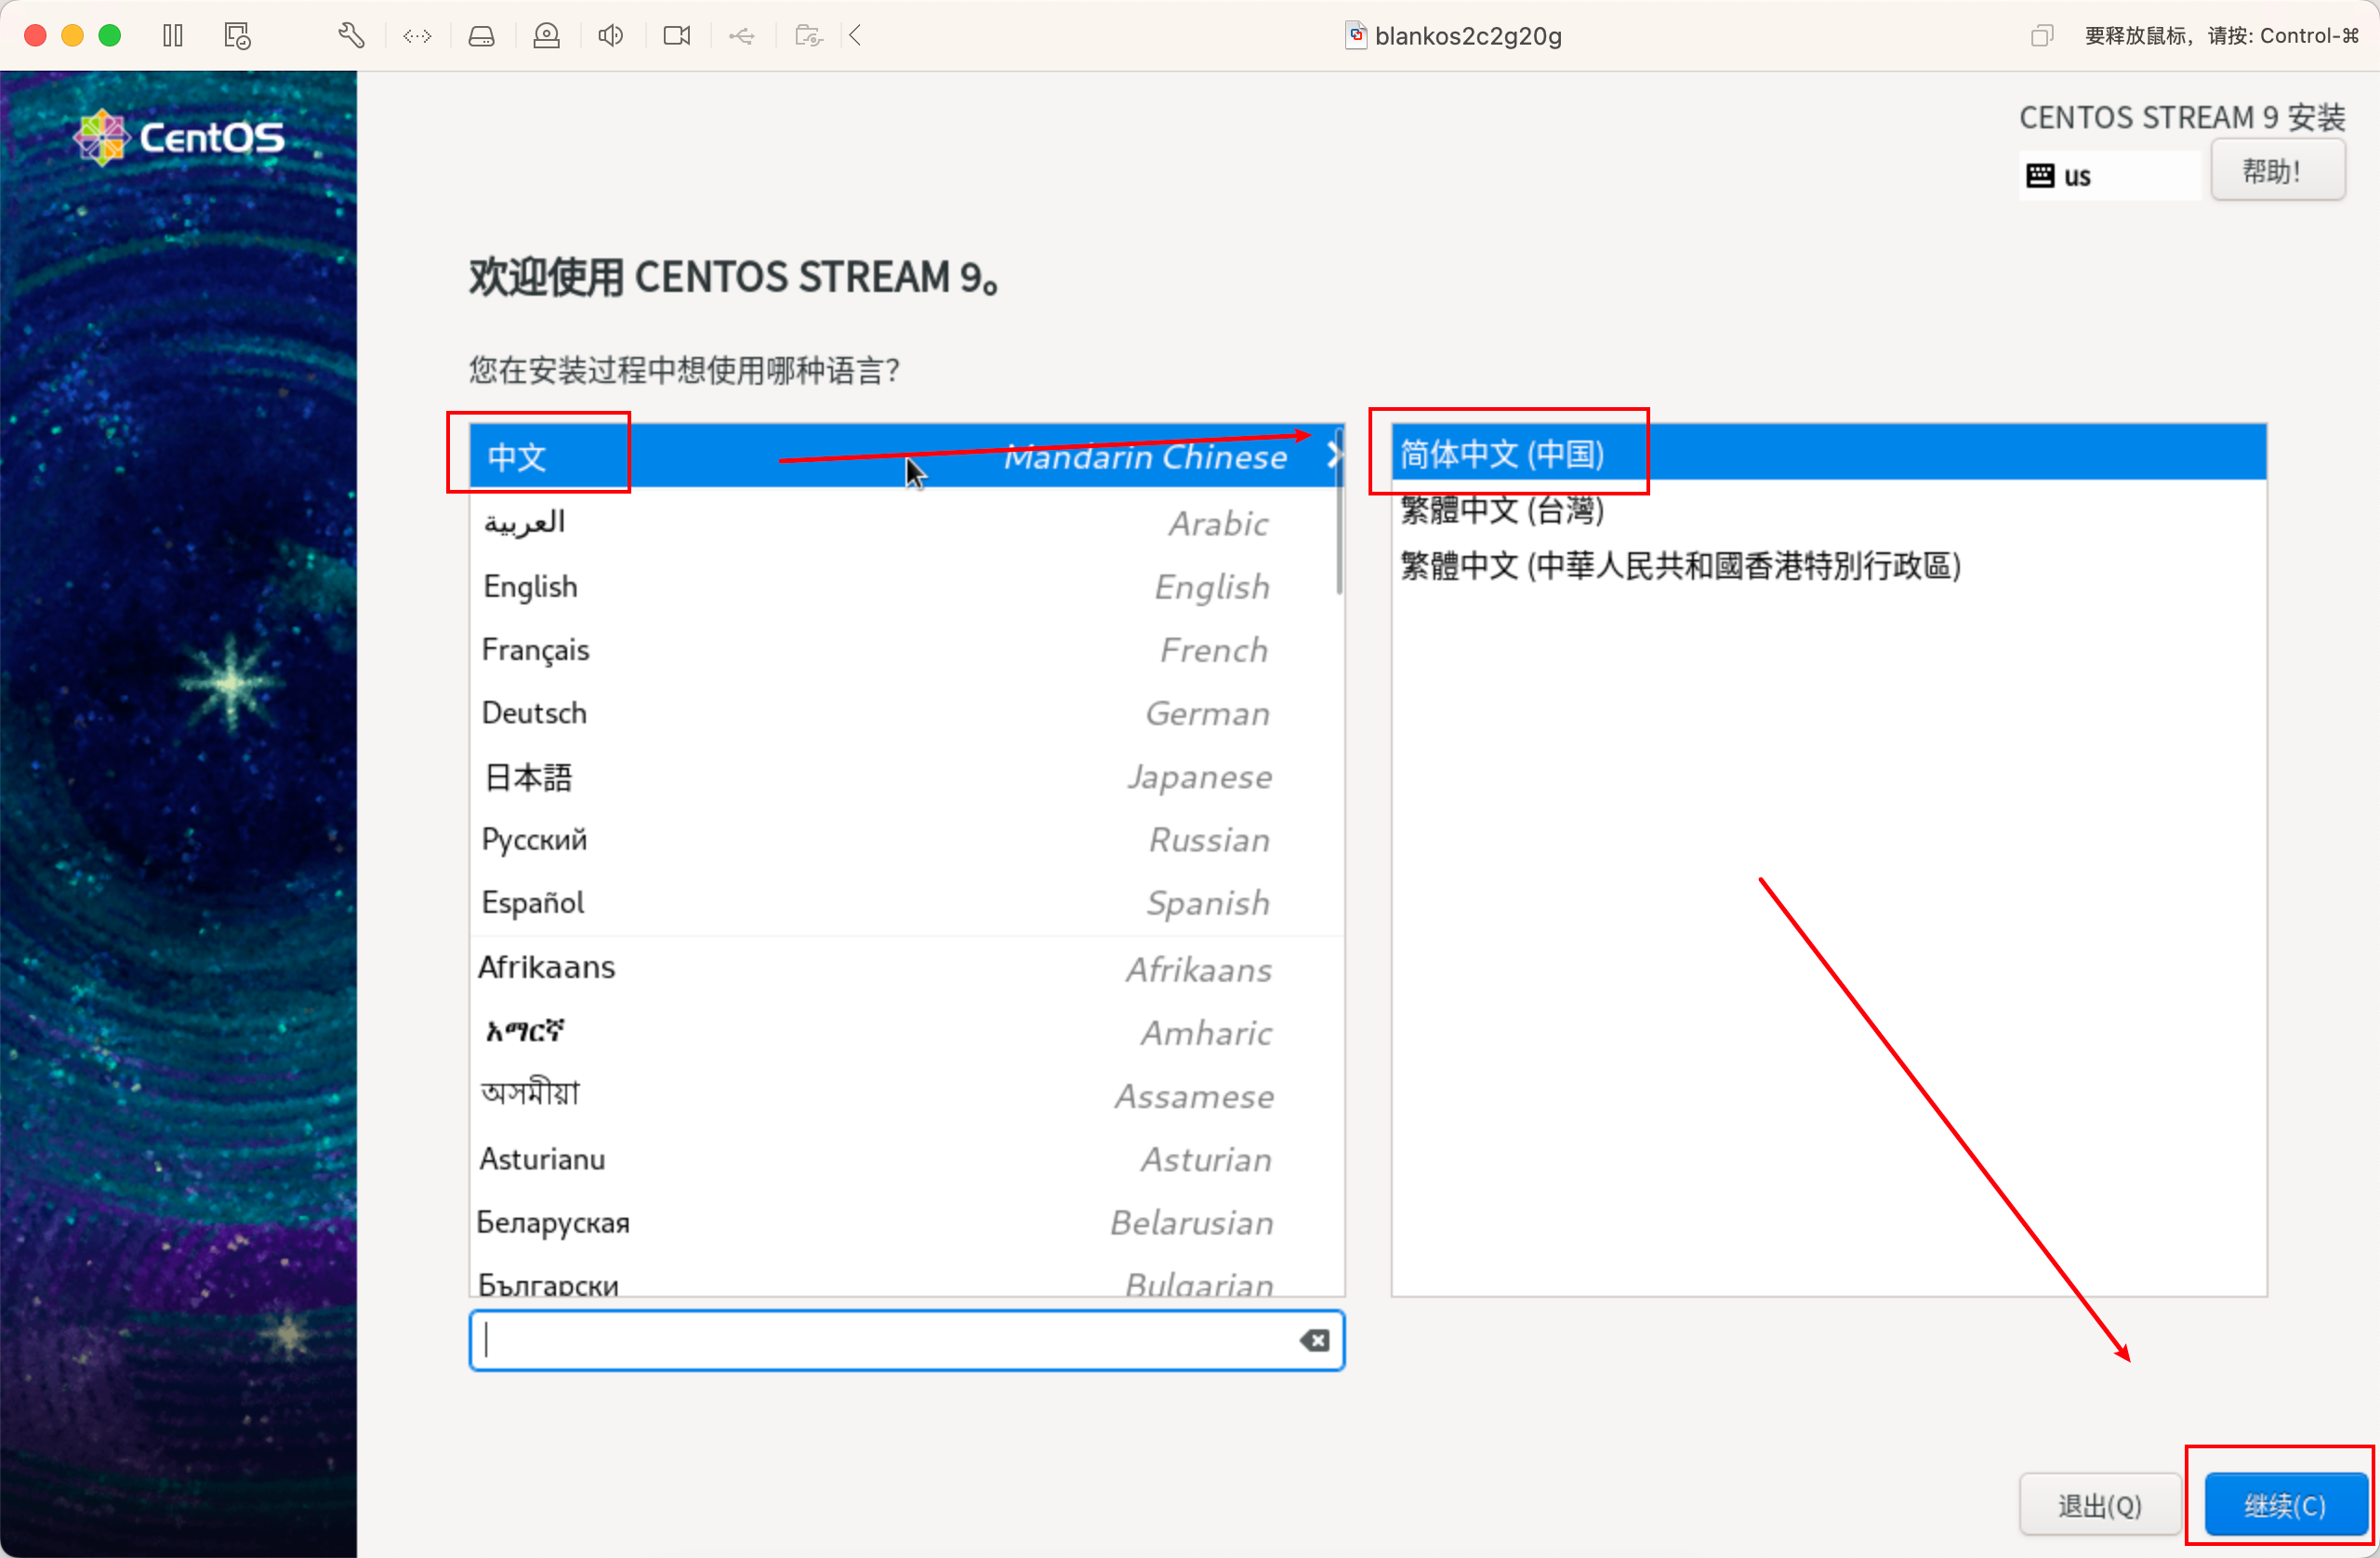 blankos2c2g20g
要释放鼠标，请按: Control-⌘
CentOS
CENTOS STREAM 9 安装
us
帮助！
欢迎使用 CENTOS STREAM 9。
您在安装过程中想使用哪种语言？
中文 Mandarin Chinese
العربية Arabic
English English
Français French
Deutsch German
日本語 Japanese
Русский Russian
Español Spanish
Afrikaans Afrikaans
አማርኛ Amharic
অসমীয়া Assamese
Asturianu Asturian
Беларуская Belarusian
Български Bulgarian
简体中文 (中国)
繁體中文 (台灣)
繁體中文 (中華人民共和國香港特別行政區)
退出(Q)
继续(C)